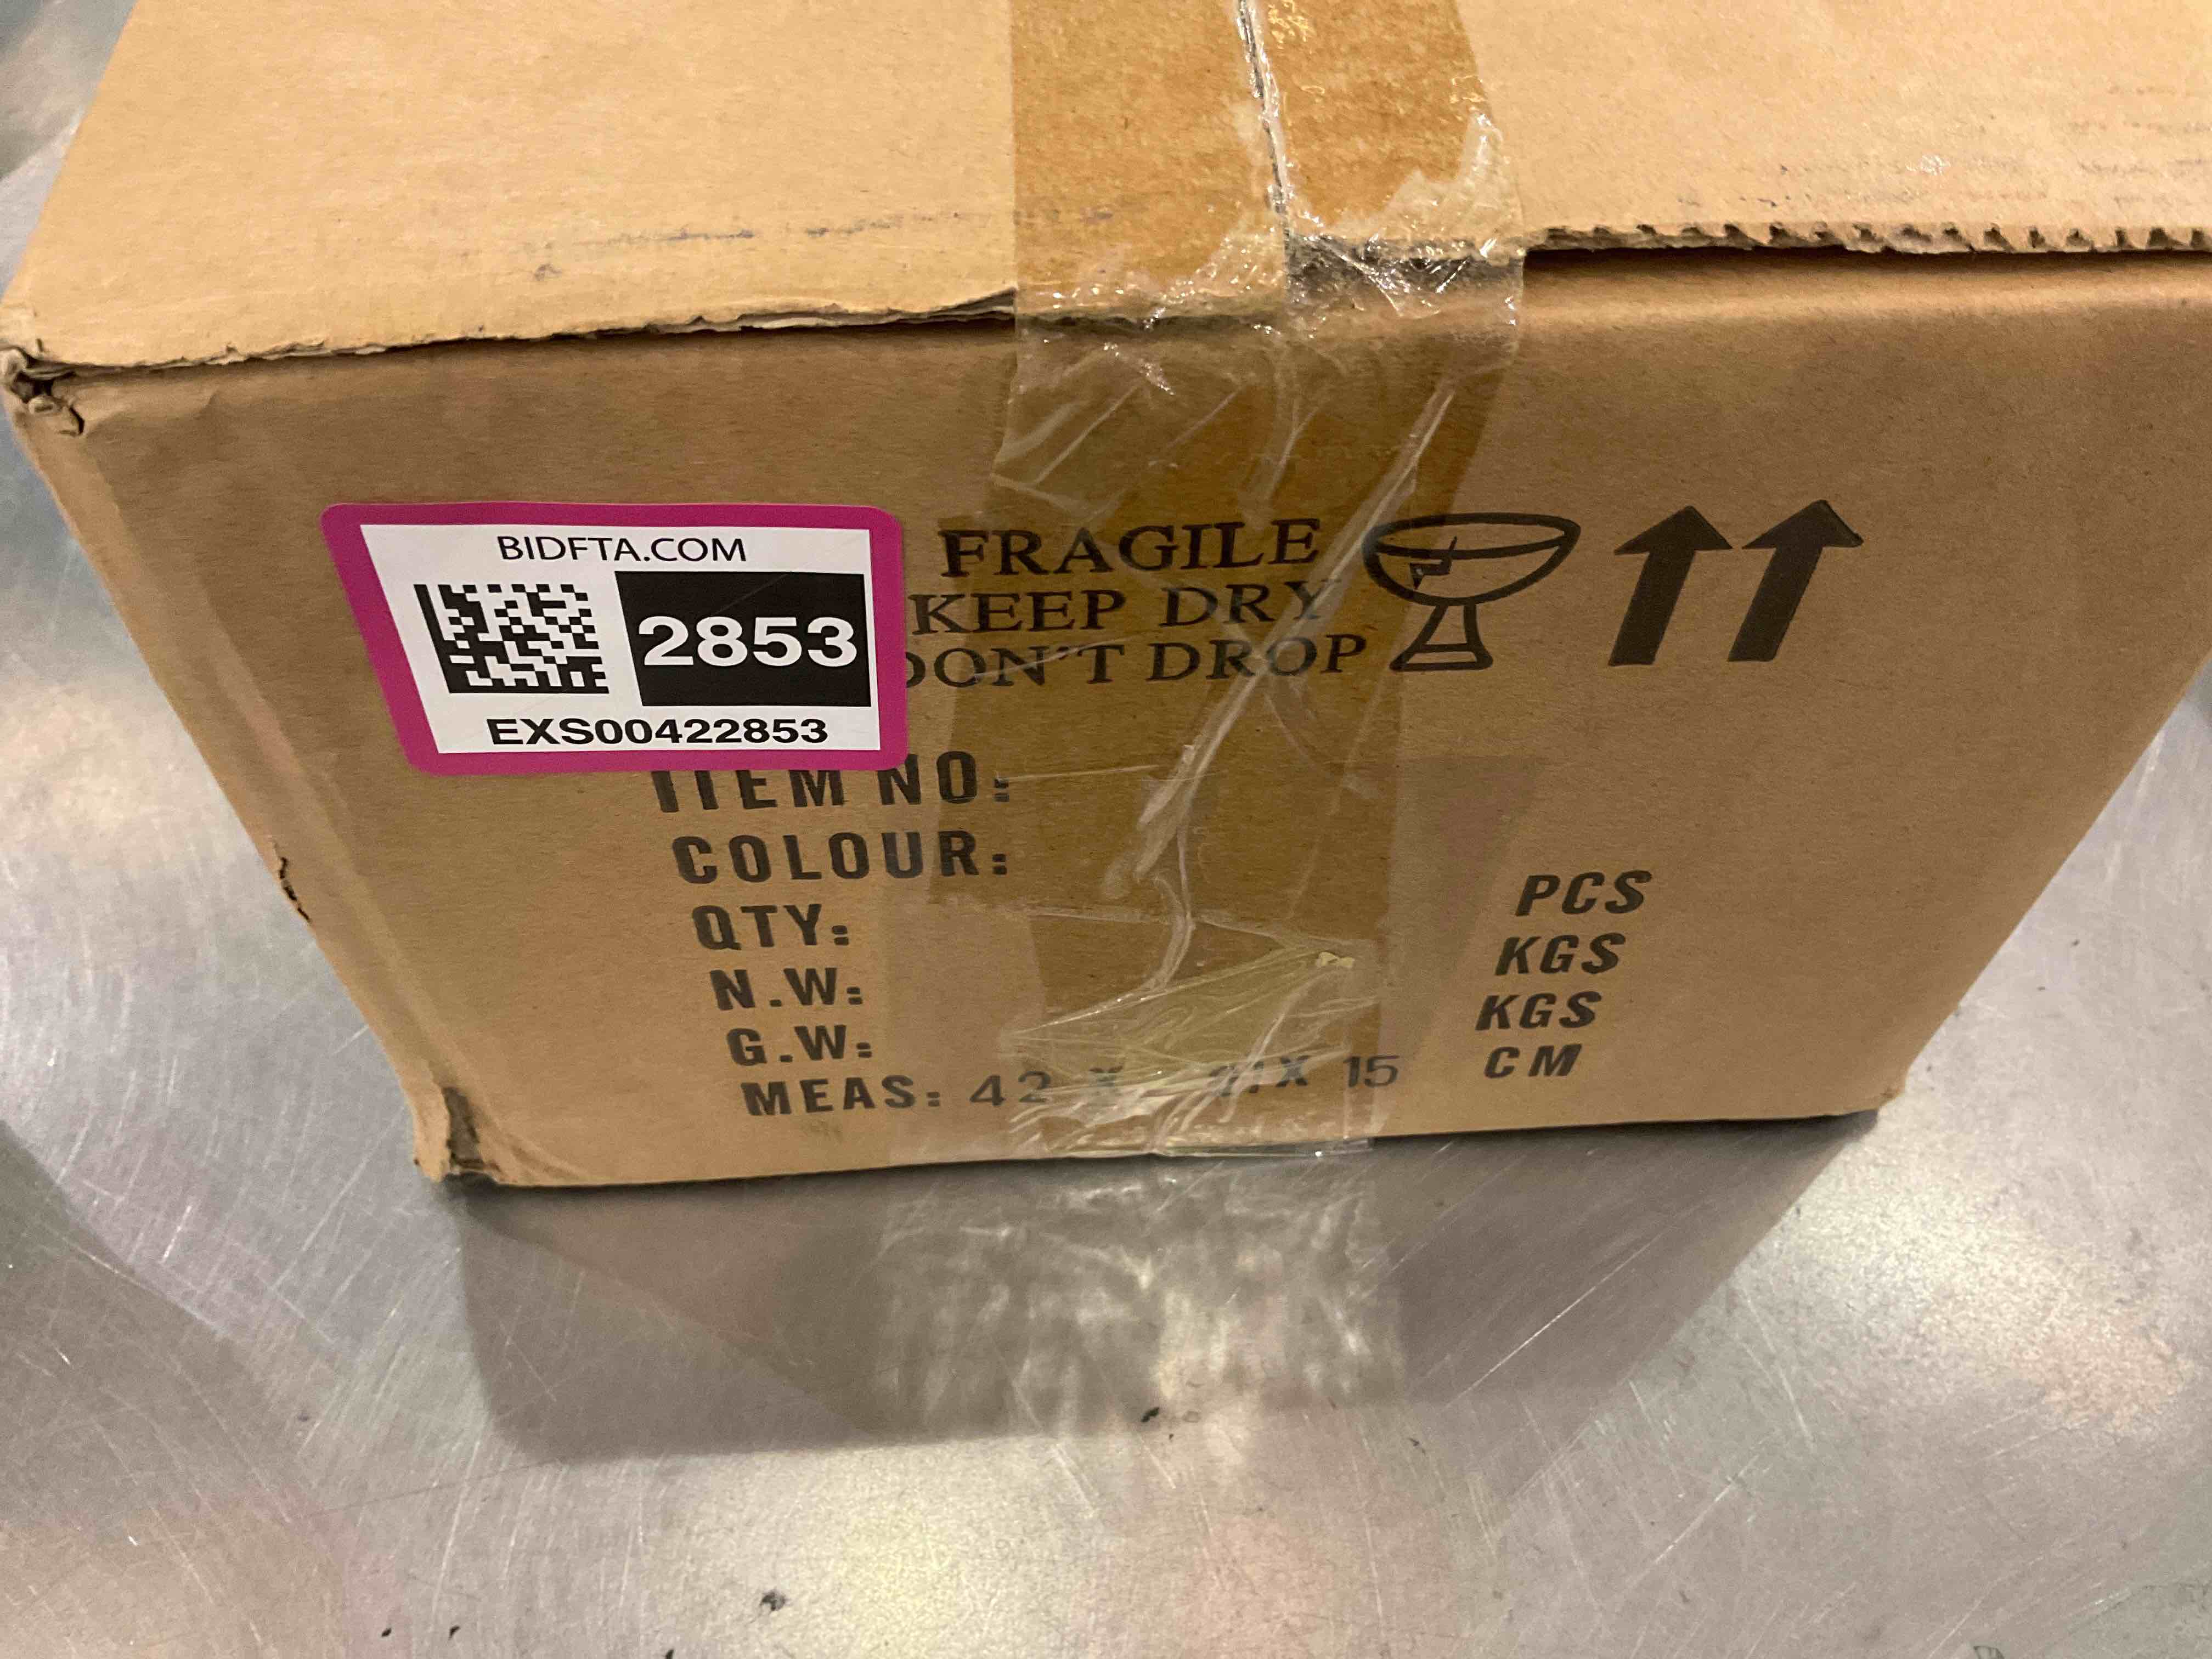 BIDFTA.COM
2853
EXS00422853
FRAGILE
KEEP DRY
DON'T DROP
ITEM NO:
COLOUR:
QTY: PCS
N.W: KGS
G.W: KGS
MEAS: 42 X X 15 CM